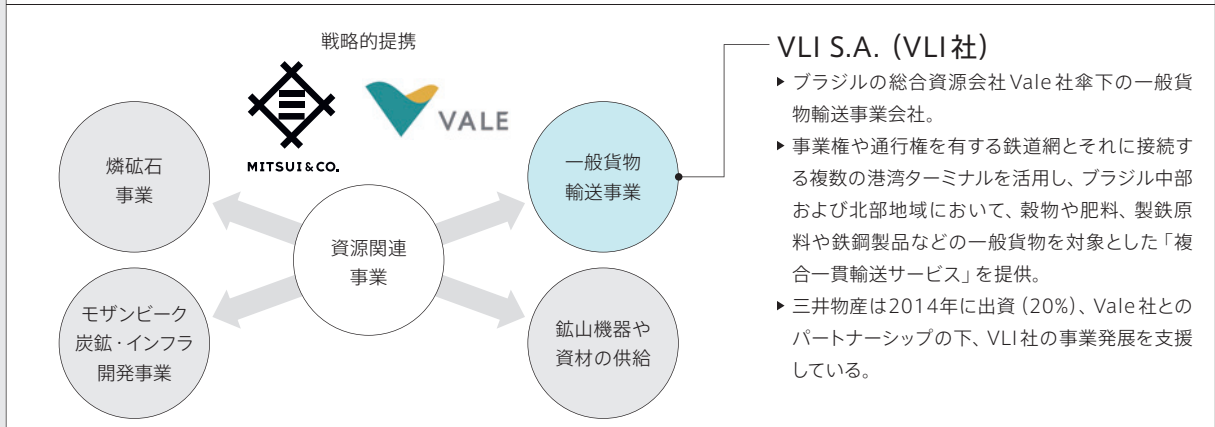 戦略的提携
MITSUI & CO.
VALE
燐砿石
事業
一般貨物
輸送事業
資源関連
事業
モザンビーク
炭鉱・インフラ
開発事業
鉱山機器や
資材の供給
VLI S.A.（VLI社）
▶ ブラジルの総合資源会社Vale社傘下の一般貨
物輸送事業会社。
▶ 事業権や通行権を有する鉄道網とそれに接続す
る複数の港湾ターミナルを活用し、ブラジル中部
および北部地域において、穀物や肥料、製鉄原
料や鉄鋼製品などの一般貨物を対象とした「複
合一貫輸送サービス」を提供。
▶ 三井物産は2014年に出資（20%）、Vale社との
パートナーシップの下、VLI社の事業発展を支援
している。